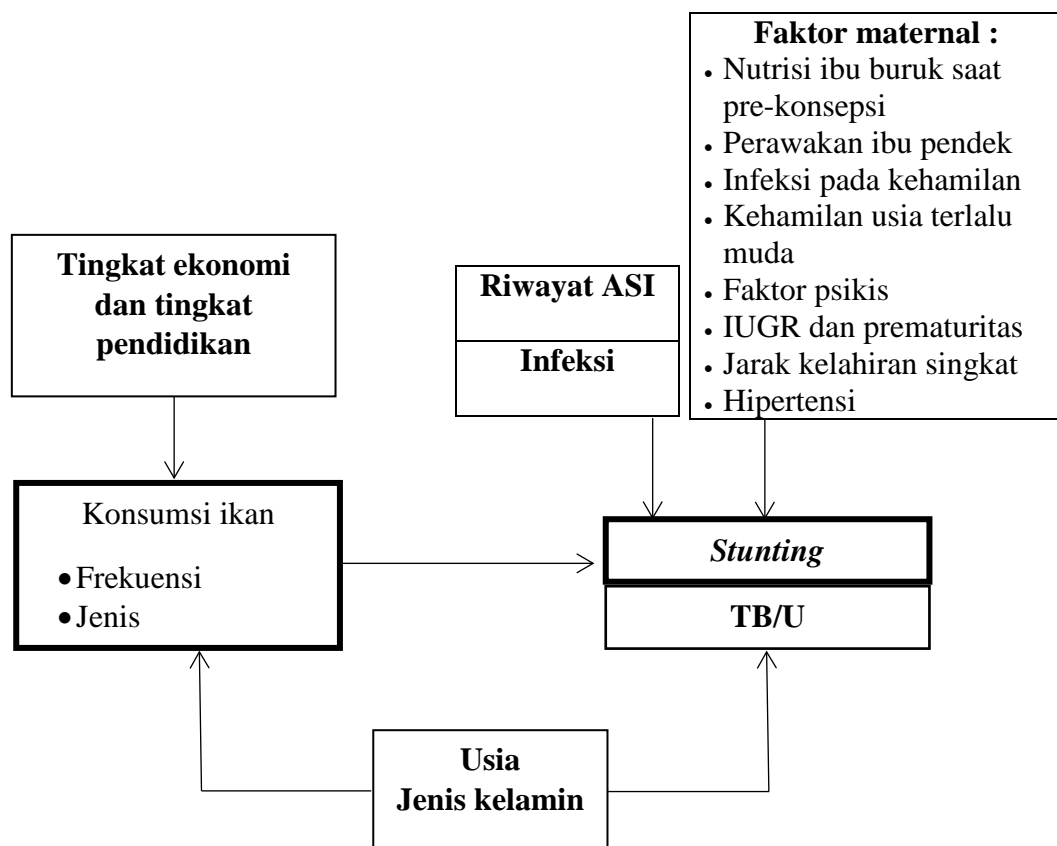 Faktor maternal :
• Nutrisi ibu buruk saat
pre-konsepsi
• Perawakan ibu pendek
• Infeksi pada kehamilan
• Kehamilan usia terlalu
muda
• Faktor psikis
• IUGR dan prematuritas
• Jarak kelahiran singkat
• Hipertensi
Tingkat ekonomi
dan tingkat
pendidikan
Riwayat ASI
Infeksi
Konsumsi ikan
• Frekuensi
• Jenis
Stunting
TB/U
Usia
Jenis kelamin